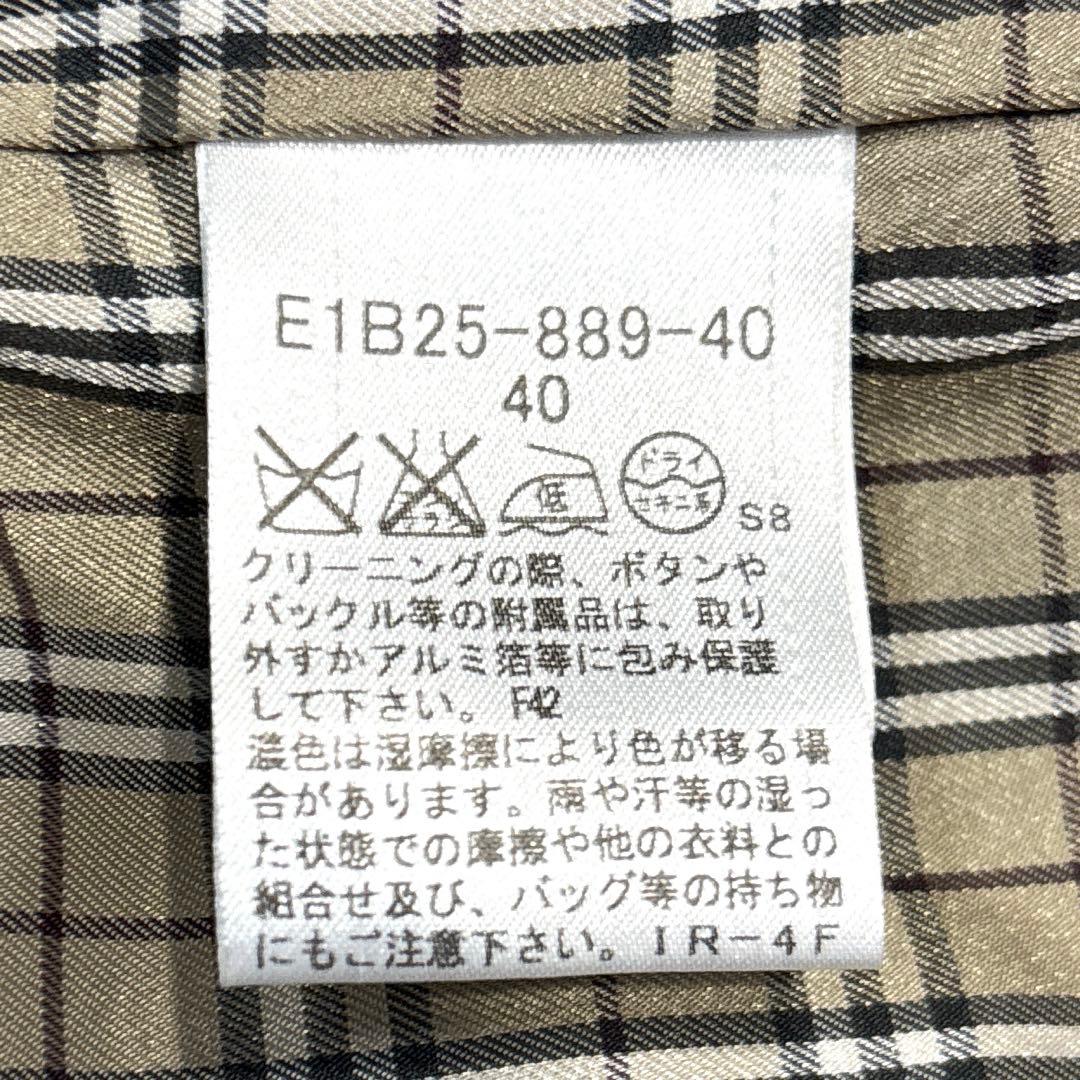 E1B25-889-40
40
エンソ
低
ドライ
セキユ系
S8
クリーニングの際、ボタンや
バックル等の附属品は、取り
外すかアルミ箔等に包み保護
して下さい。F42
濃色は湿摩擦により色が移る場
合があります。雨や汗等の湿っ
た状態での摩擦や他の衣料との
組合せ及び、バッグ等の持ち物
にもご注意下さい。IR-4F